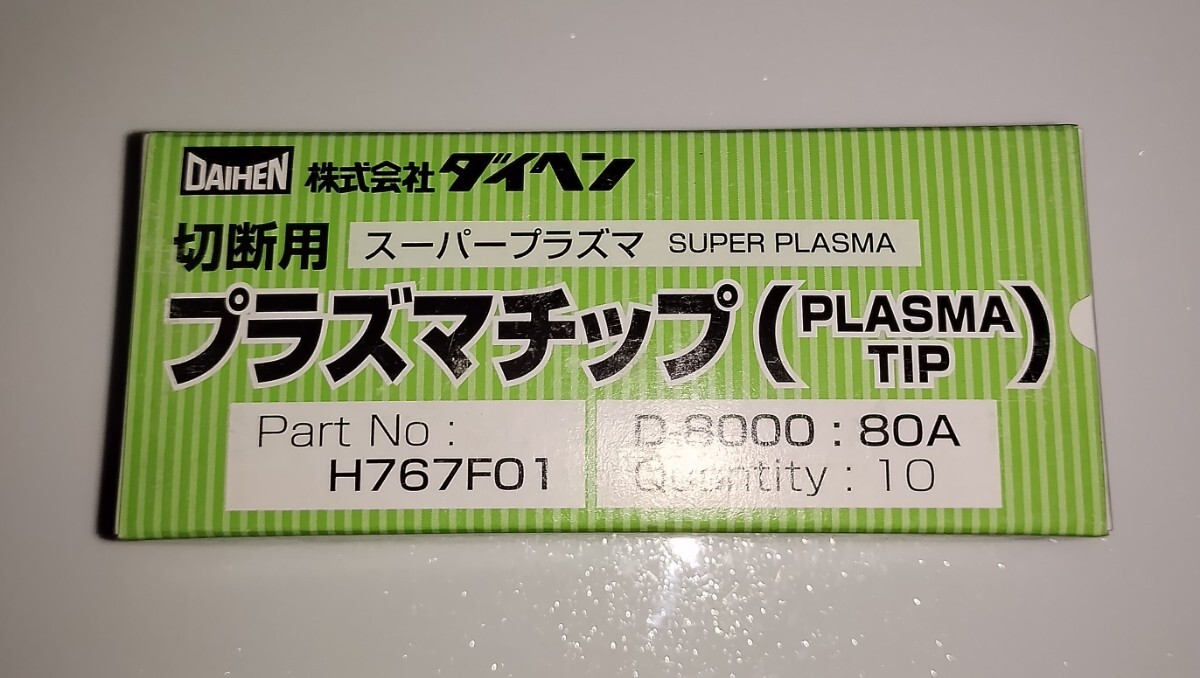 DAIHEN 株式会社ダイヘン
切断用 スーパープラズマ SUPER PLASMA
プラズマチップ(PLASMA TIP)
Part No :
H767F01
D-8000 : 80A
Quantity : 10